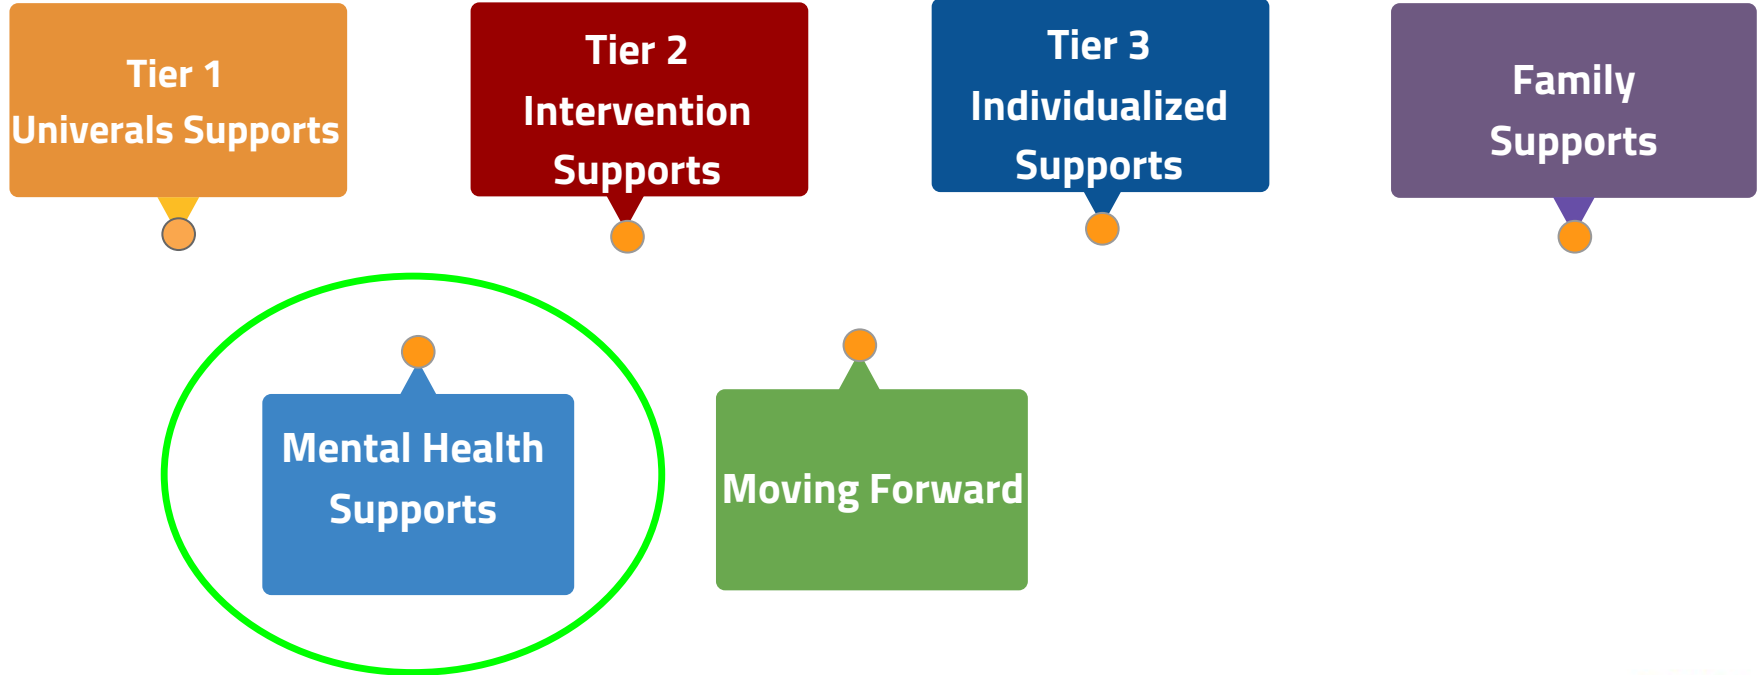 Tier 1
Univerals Supports
Tier 2
Intervention
Supports
Tier 3
Individualized
Supports
Family
Supports
Mental Health
Supports
Moving Forward